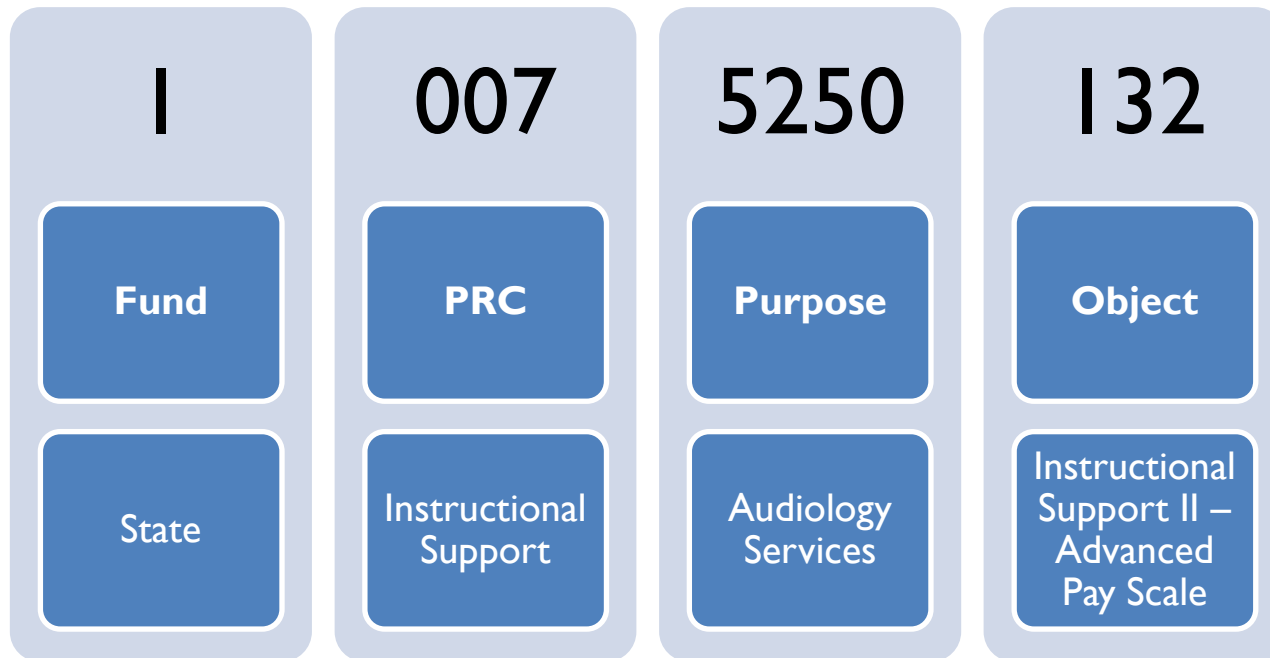 1
007
5250
132
Fund
PRC
Purpose
Object
State
Instructional
Support
Audiology
Services
Instructional
Support II –
Advanced
Pay Scale